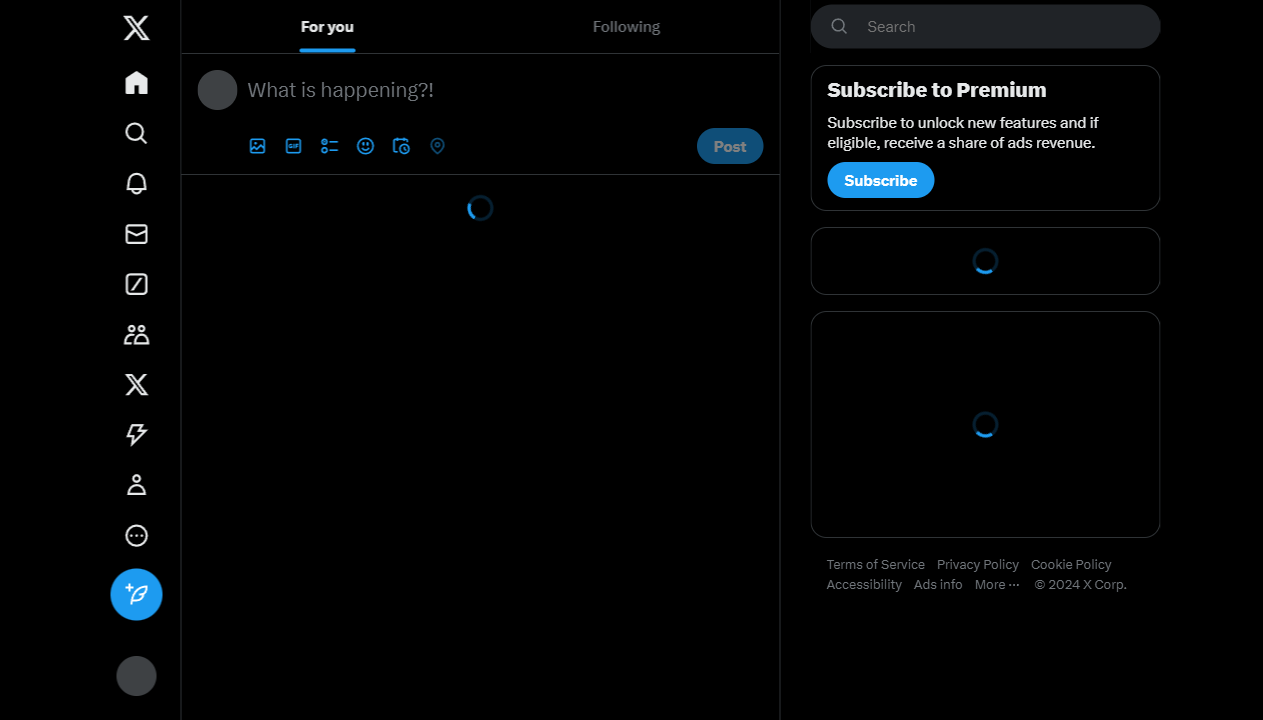 For you
Following
What is happening?!
GIF
Post
Search
Subscribe to Premium
Subscribe to unlock new features and if
eligible, receive a share of ads revenue.
Subscribe
Terms of Service Privacy Policy Cookie Policy
Accessibility Ads info More ··· © 2024 X Corp.